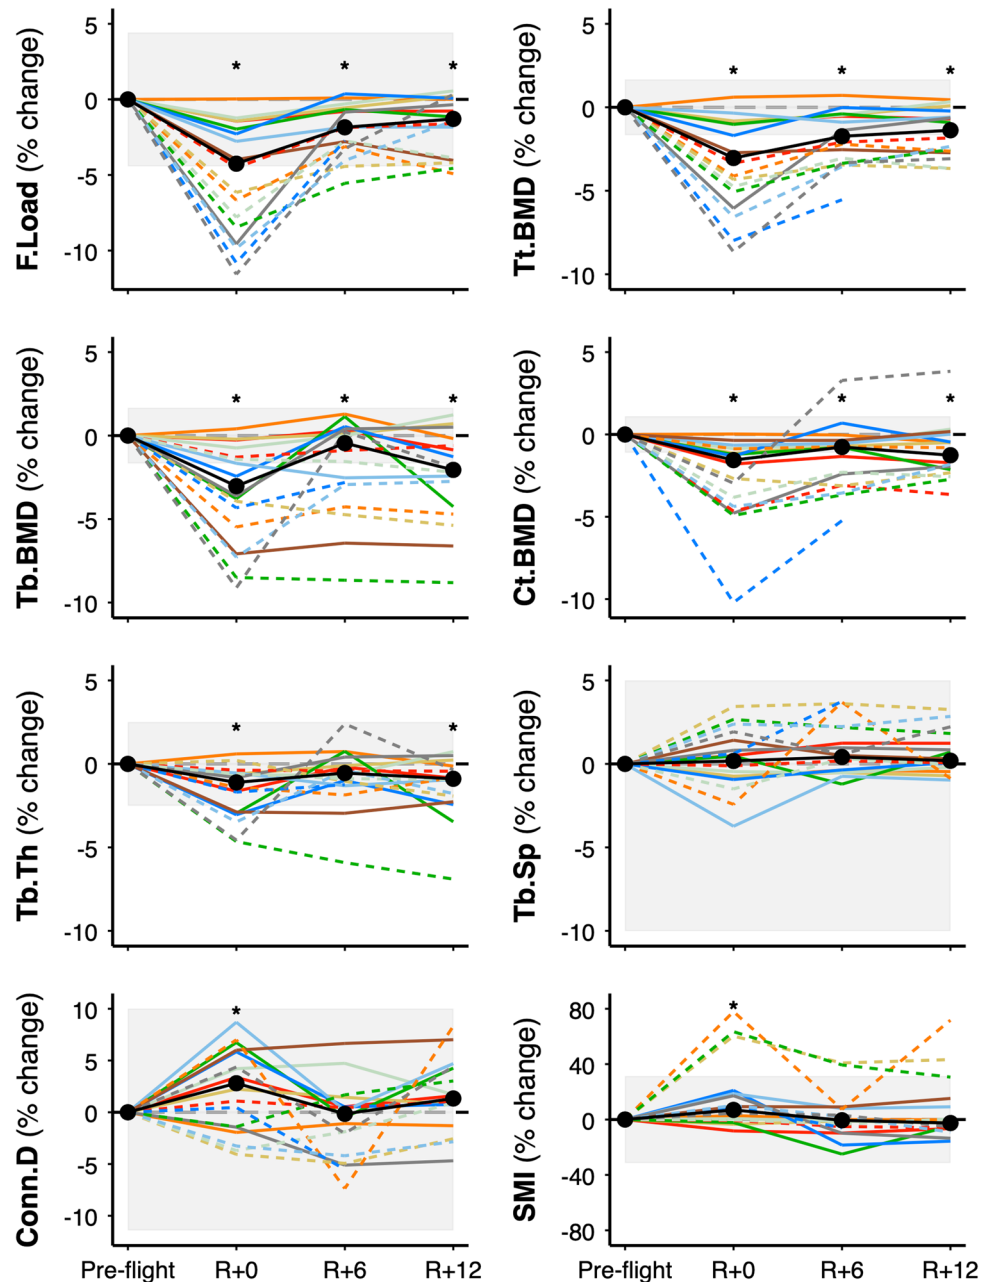 F.Load (% change)
5
0
-5
-10
* * *
Tt.BMD (% change)
5
0
-5
-10
* * *
Tb.BMD (% change)
5
0
-5
-10
* * *
Ct.BMD (% change)
5
0
-5
-10
* * *
Tb.Th (% change)
5
0
-5
-10
* *
Tb.Sp (% change)
5
0
-5
-10
Conn.D (% change)
10
5
0
-5
-10
*
Pre-flight R+0 R+6 R+12
SMI (% change)
80
40
0
-40
-80
*
Pre-flight R+0 R+6 R+12